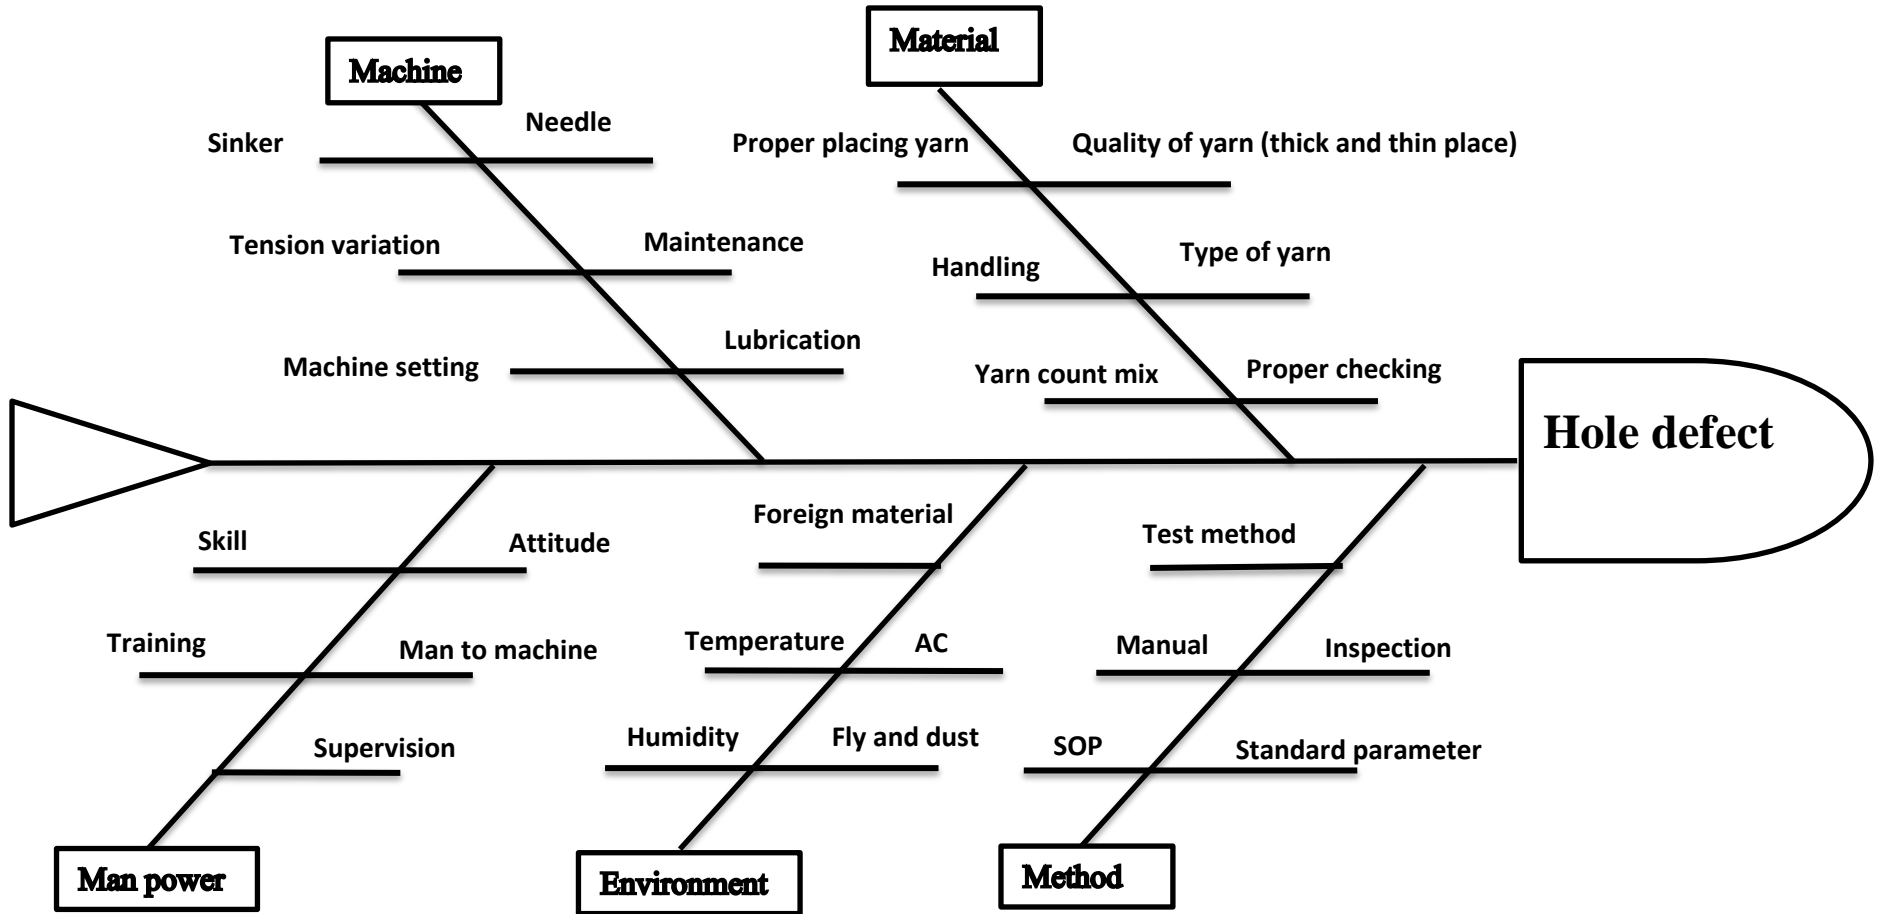 Material
Machine
Needle
Sinker
Proper placing yarn
Quality of yarn (thick and thin place)
Tension variation
Maintenance
Handling
Type of yarn
Machine setting
Lubrication
Yarn count mix
Proper checking
Hole defect
Skill
Attitude
Foreign material
Test method
Training
Man to machine
Temperature
AC
Manual
Inspection
Supervision
Humidity
Fly and dust
SOP
Standard parameter
Man power
Environment
Method